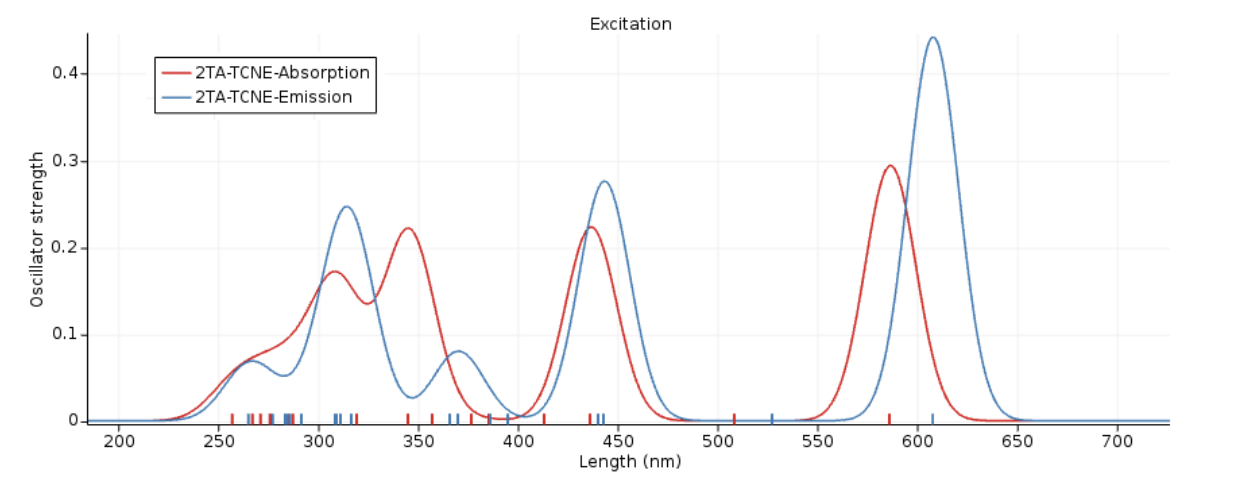 Excitation
2TA-TCNE-Absorption
2TA-TCNE-Emission
Oscillator strength
0.4
0.3
0.2
0.1
0
200 250 300 350 400 450 500 550 600 650 700
Length (nm)